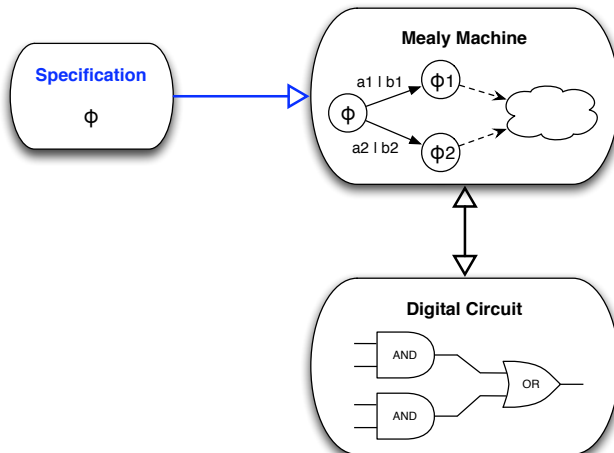 Specification
ϕ
Mealy Machine
a1 | b1
ϕ1
ϕ
a2 | b2
ϕ2
Digital Circuit
AND
OR
AND